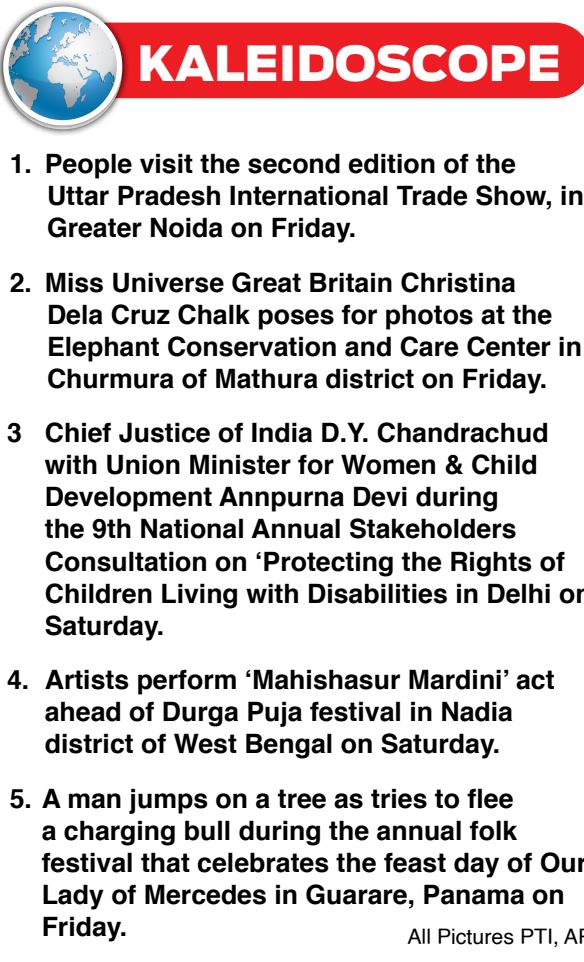 KALEIDOSCOPE
1. People visit the second edition of the
Uttar Pradesh International Trade Show, in
Greater Noida on Friday.
2. Miss Universe Great Britain Christina
Dela Cruz Chalk poses for photos at the
Elephant Conservation and Care Center in
Churmura of Mathura district on Friday.
3 Chief Justice of India D.Y. Chandrachud
with Union Minister for Women & Child
Development Annpurna Devi during
the 9th National Annual Stakeholders
Consultation on ‘Protecting the Rights of
Children Living with Disabilities in Delhi on
Saturday.
4. Artists perform ‘Mahishasur Mardini’ act
ahead of Durga Puja festival in Nadia
district of West Bengal on Saturday.
5. A man jumps on a tree as tries to flee
a charging bull during the annual folk
festival that celebrates the feast day of Our
Lady of Mercedes in Guarare, Panama on
Friday.
All Pictures PTI, AP